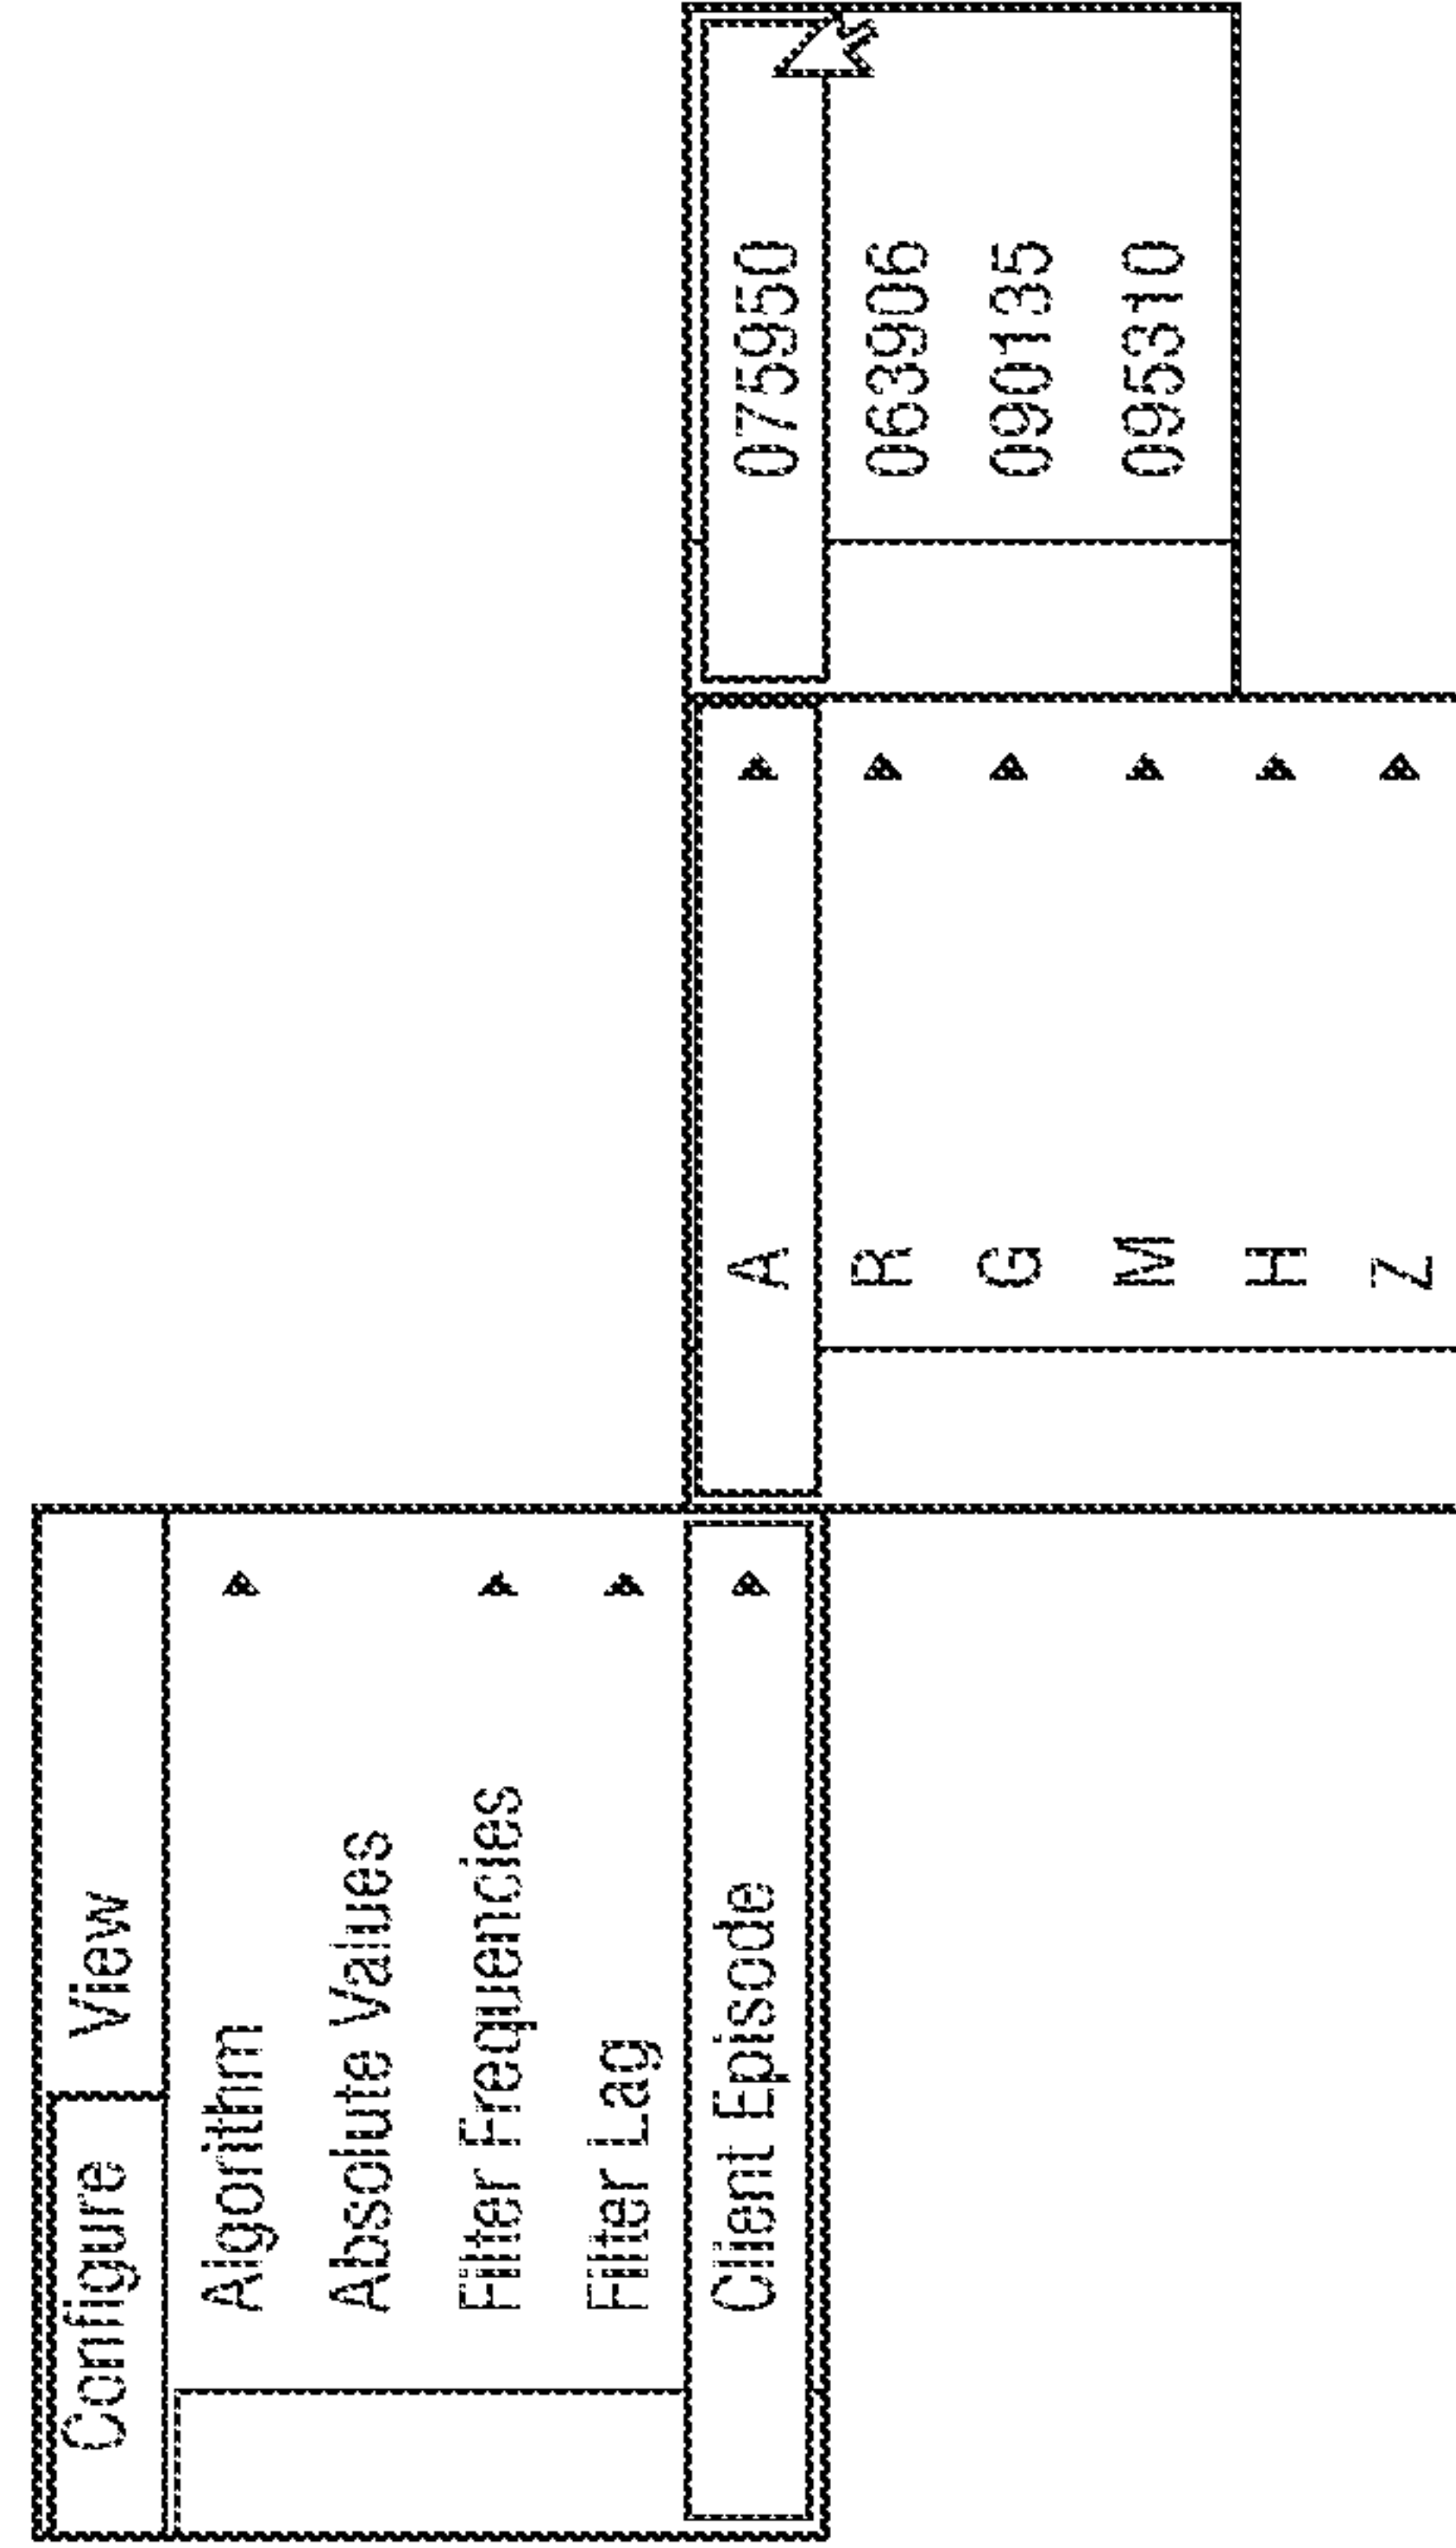 Configure View
Algorithm
Absolute Values
Filter Frequencies
Filter Lag
Client Episode
A
R
G
M
H
Z
075950
063906
090135
095310